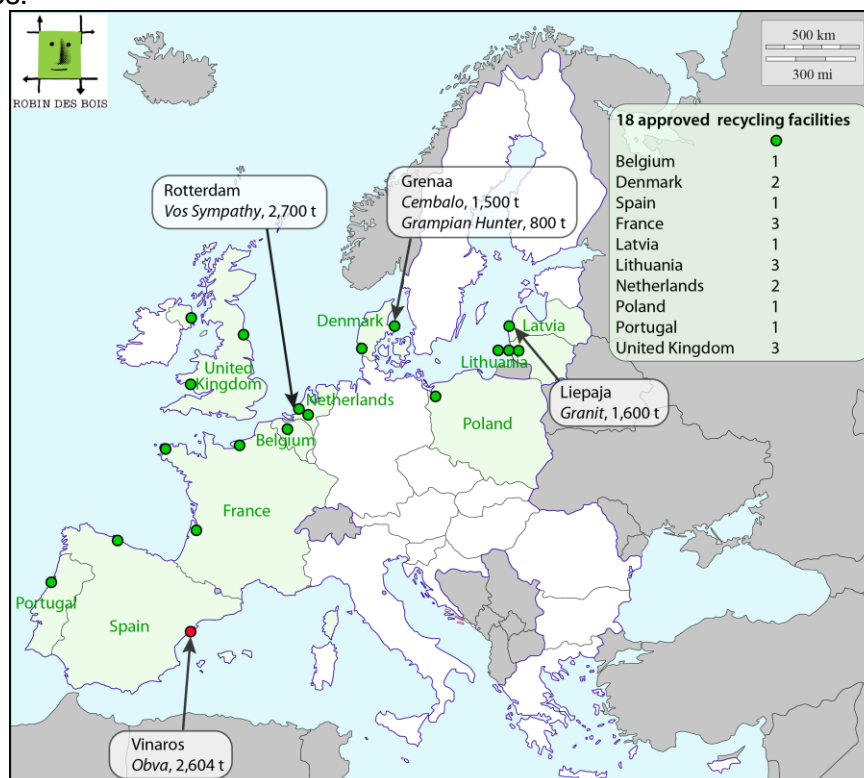 ROBIN DES BOIS
500 km
300 mi
18 approved recycling facilities
Belgium 1
Denmark 2
Spain 1
France 3
Latvia 1
Lithuania 3
Netherlands 2
Poland 1
Portugal 1
United Kingdom 3
Rotterdam
Vos Sympathy, 2,700 t
Grenaa
Cembalo, 1,500 t
Grampian Hunter, 800 t
Denmark
Latvia
Lithuania
United
Kingdom
Netherlands
Liepaja
Granit, 1,600 t
Belgium
Poland
France
Portugal
Spain
Vinaros
Obva, 2,604 t